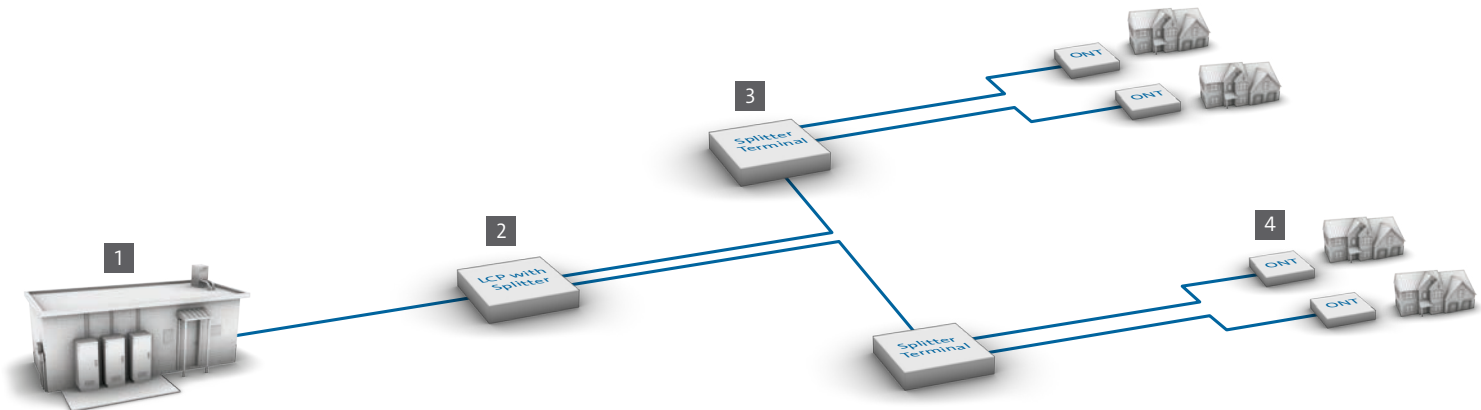 ONT
ONT
3
Splitter
Terminal
2
4
1
LCP with
Splitter
ONT
ONT
Splitter
Terminal